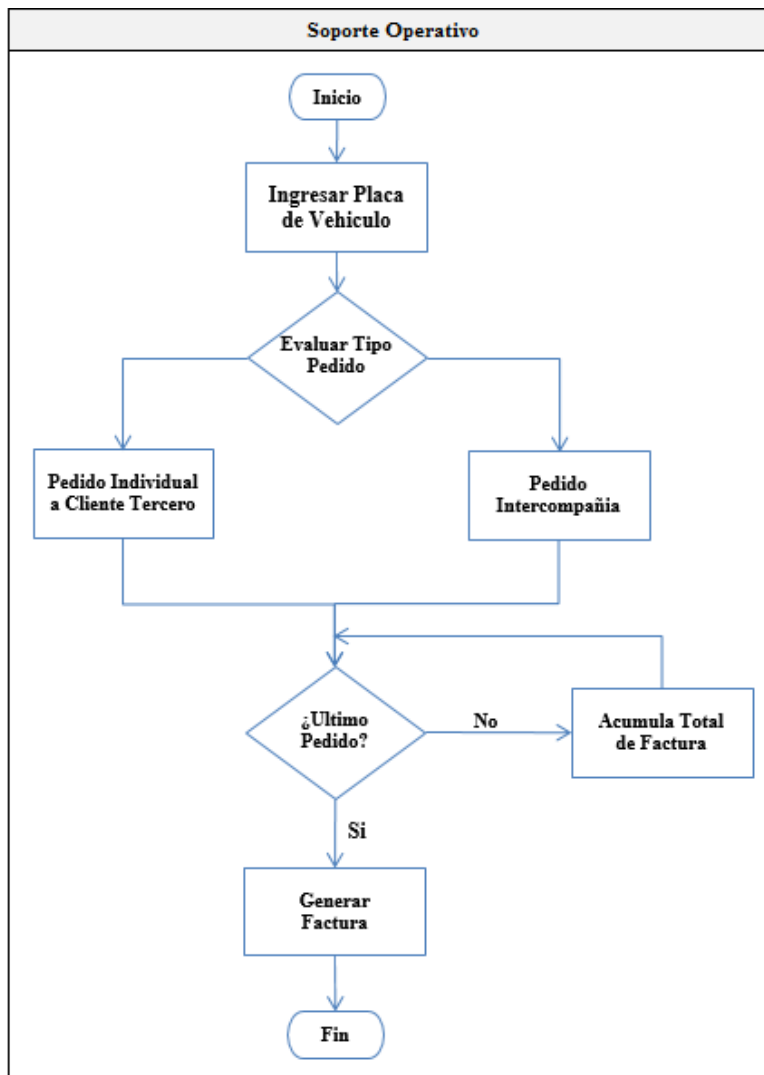 Soporte Operativo
Inicio
Ingresar Placa
de Vehiculo
Evaluar Tipo
Pedido
Pedido Individual
a Cliente Tercero
Pedido
Intercompañia
¿Ultimo
Pedido?
No
Acumula Total
de Factura
Si
Generar
Factura
Fin